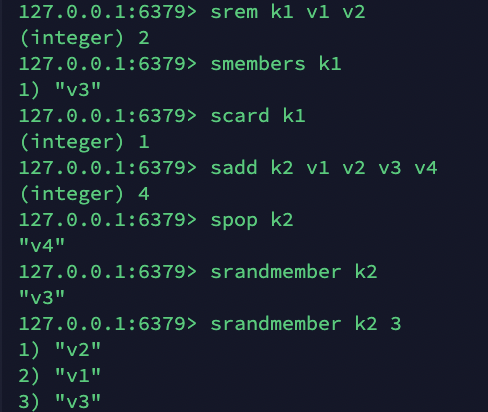 127.0.0.1:6379> srem k1 v1 v2
(integer) 2
127.0.0.1:6379> smembers k1
1) "v3"
127.0.0.1:6379> scard k1
(integer) 1
127.0.0.1:6379> sadd k2 v1 v2 v3 v4
(integer) 4
127.0.0.1:6379> spop k2
"v4"
127.0.0.1:6379> srandmember k2
"v3"
127.0.0.1:6379> srandmember k2 3
1) "v2"
2) "v1"
3) "v3"